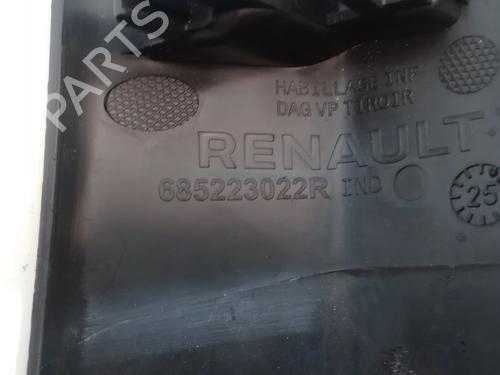 HABILLAGE INF
DAG VP TIROIR
RENAULT
685223022R IND
25
B-PARTS